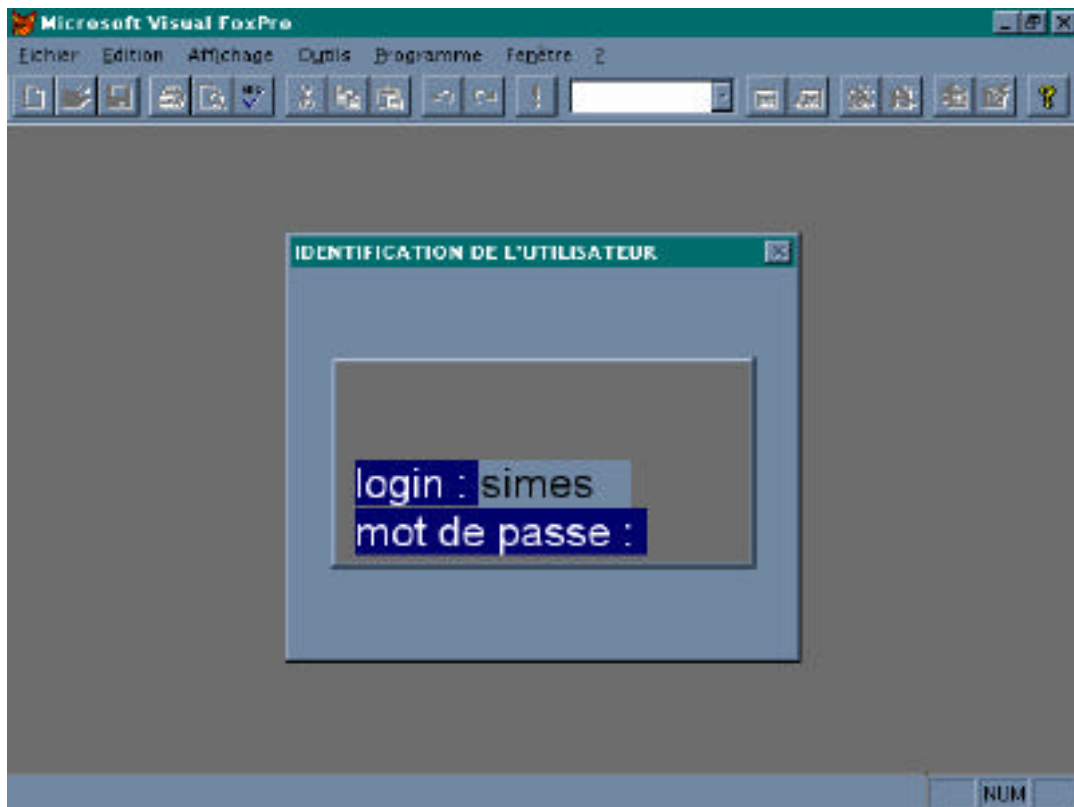 Microsoft Visual FoxPro
Fichier Edition Affichage Outils Programme Fenêtre ?
IDENTIFICATION DE L'UTILISATEUR
login : simes
mot de passe :
NUM